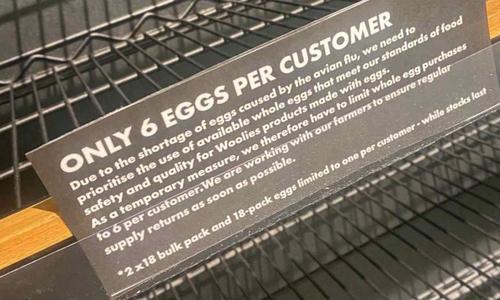 ONLY 6 EGGS PER CUSTOMER
Due to the shortage of eggs caused by the avian flu, we need to
prioritise the use of available whole eggs that meet our standards of food
safety and quality for Woolies products made with eggs.
As a temporary measure, we therefore have to limit whole egg purchases
to 6 per customer.We are working with our farmers to ensure regular
supply returns as soon as possible.
*2x18 bulk pack and 18-pack eggs limited to one per customer - while stocks last